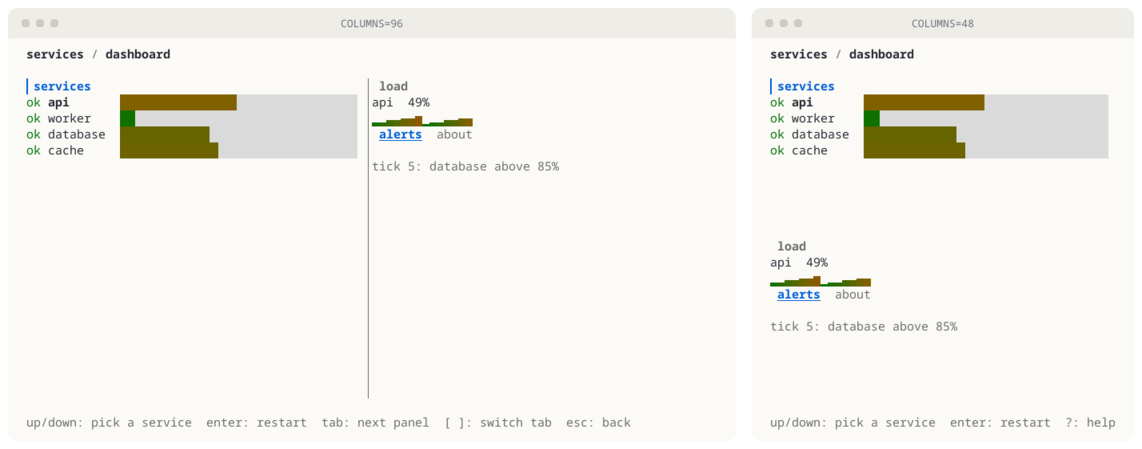 COLUMNS=96
services / dashboard
services
ok api
ok worker
ok database
ok cache
load
api 49%
alerts about
tick 5: database above 85%
up/down: pick a service enter: restart tab: next panel [ ]: switch tab esc: back
COLUMNS=48
services / dashboard
services
ok api
ok worker
ok database
ok cache
load
api 49%
alerts about
tick 5: database above 85%
up/down: pick a service enter: restart ?: help